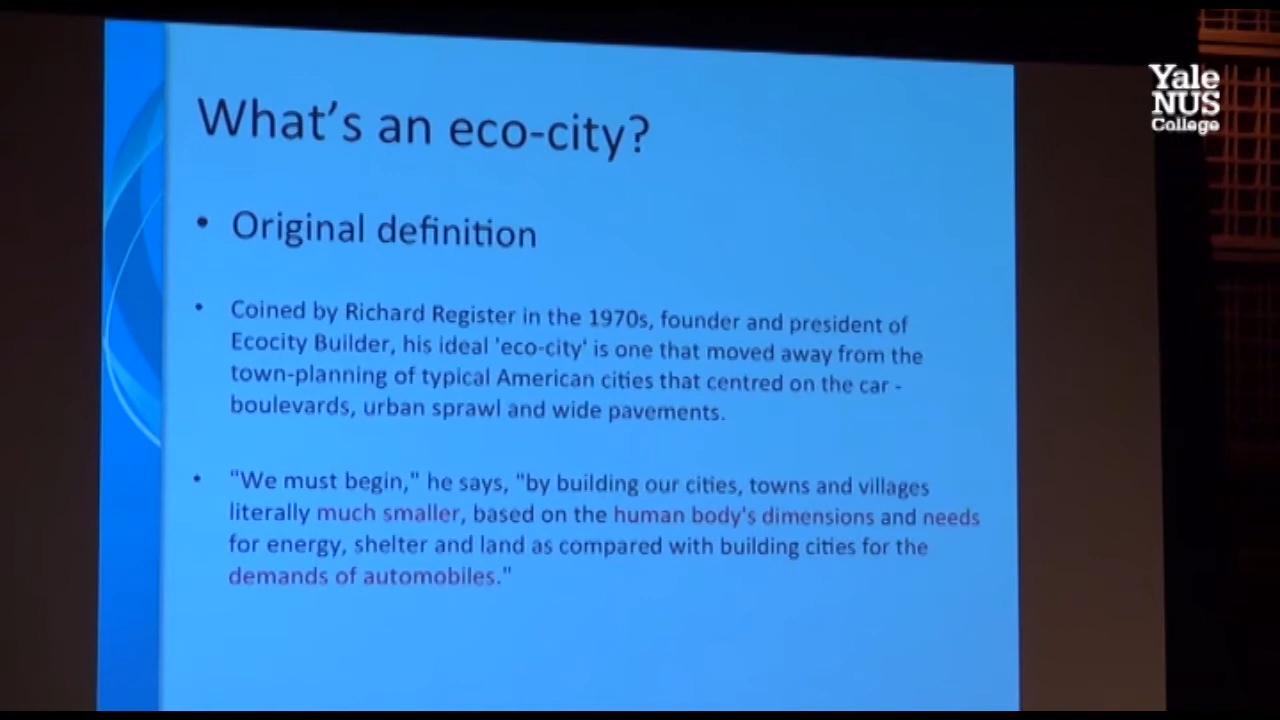 What's an eco-city?
• Original definition
• Coined by Richard Register in the 1970s, founder and president of
Ecocity Builder, his ideal 'eco-city' is one that moved away from the
town-planning of typical American cities that centred on the car -
boulevards, urban sprawl and wide pavements.
• "We must begin," he says, "by building our cities, towns and villages
literally much smaller, based on the human body's dimensions and needs
for energy, shelter and land as compared with building cities for the
demands of automobiles."
Yale
NUS
College